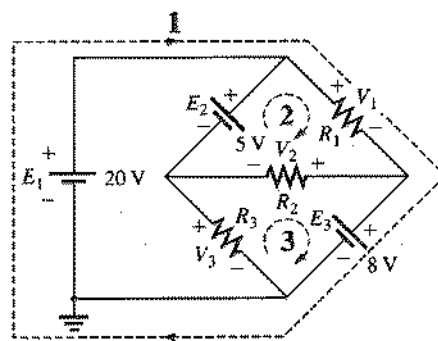 1
+
E₂
+
−
5 V
2
+
V₁
R₁
−
+
E₁
−
20 V
−
V₂
+
R₂
+
R₃
V₃
−
3
E₃
+
−
8 V